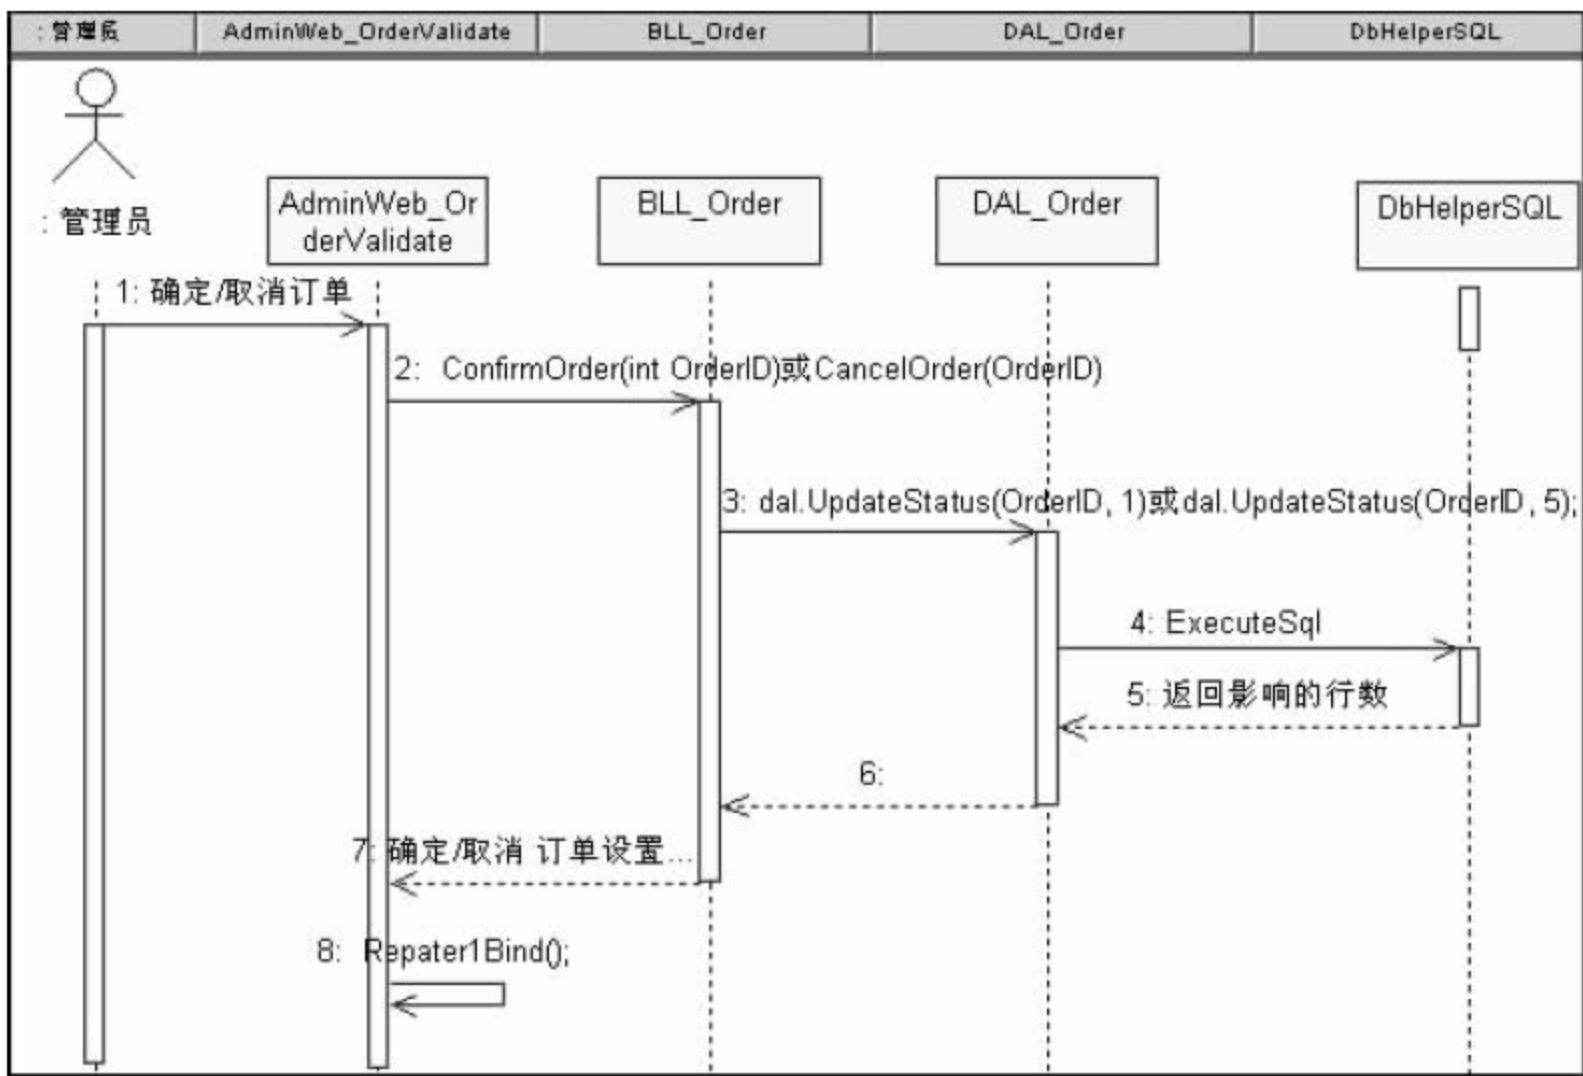 : 管理员
AdminWeb_OrderValidate
BLL_Order
DAL_Order
DbHelperSQL
: 管理员
AdminWeb_Or
derValidate
BLL_Order
DAL_Order
DbHelperSQL
1: 确定/取消订单
2: ConfirmOrder(int OrderID)或CancelOrder(OrderID)
3: dal.UpdateStatus(OrderID, 1)或dal.UpdateStatus(OrderID, 5);
4: ExecuteSql
5: 返回影响的行数
6:
7: 确定/取消 订单设置...
8: Repater1Bind();